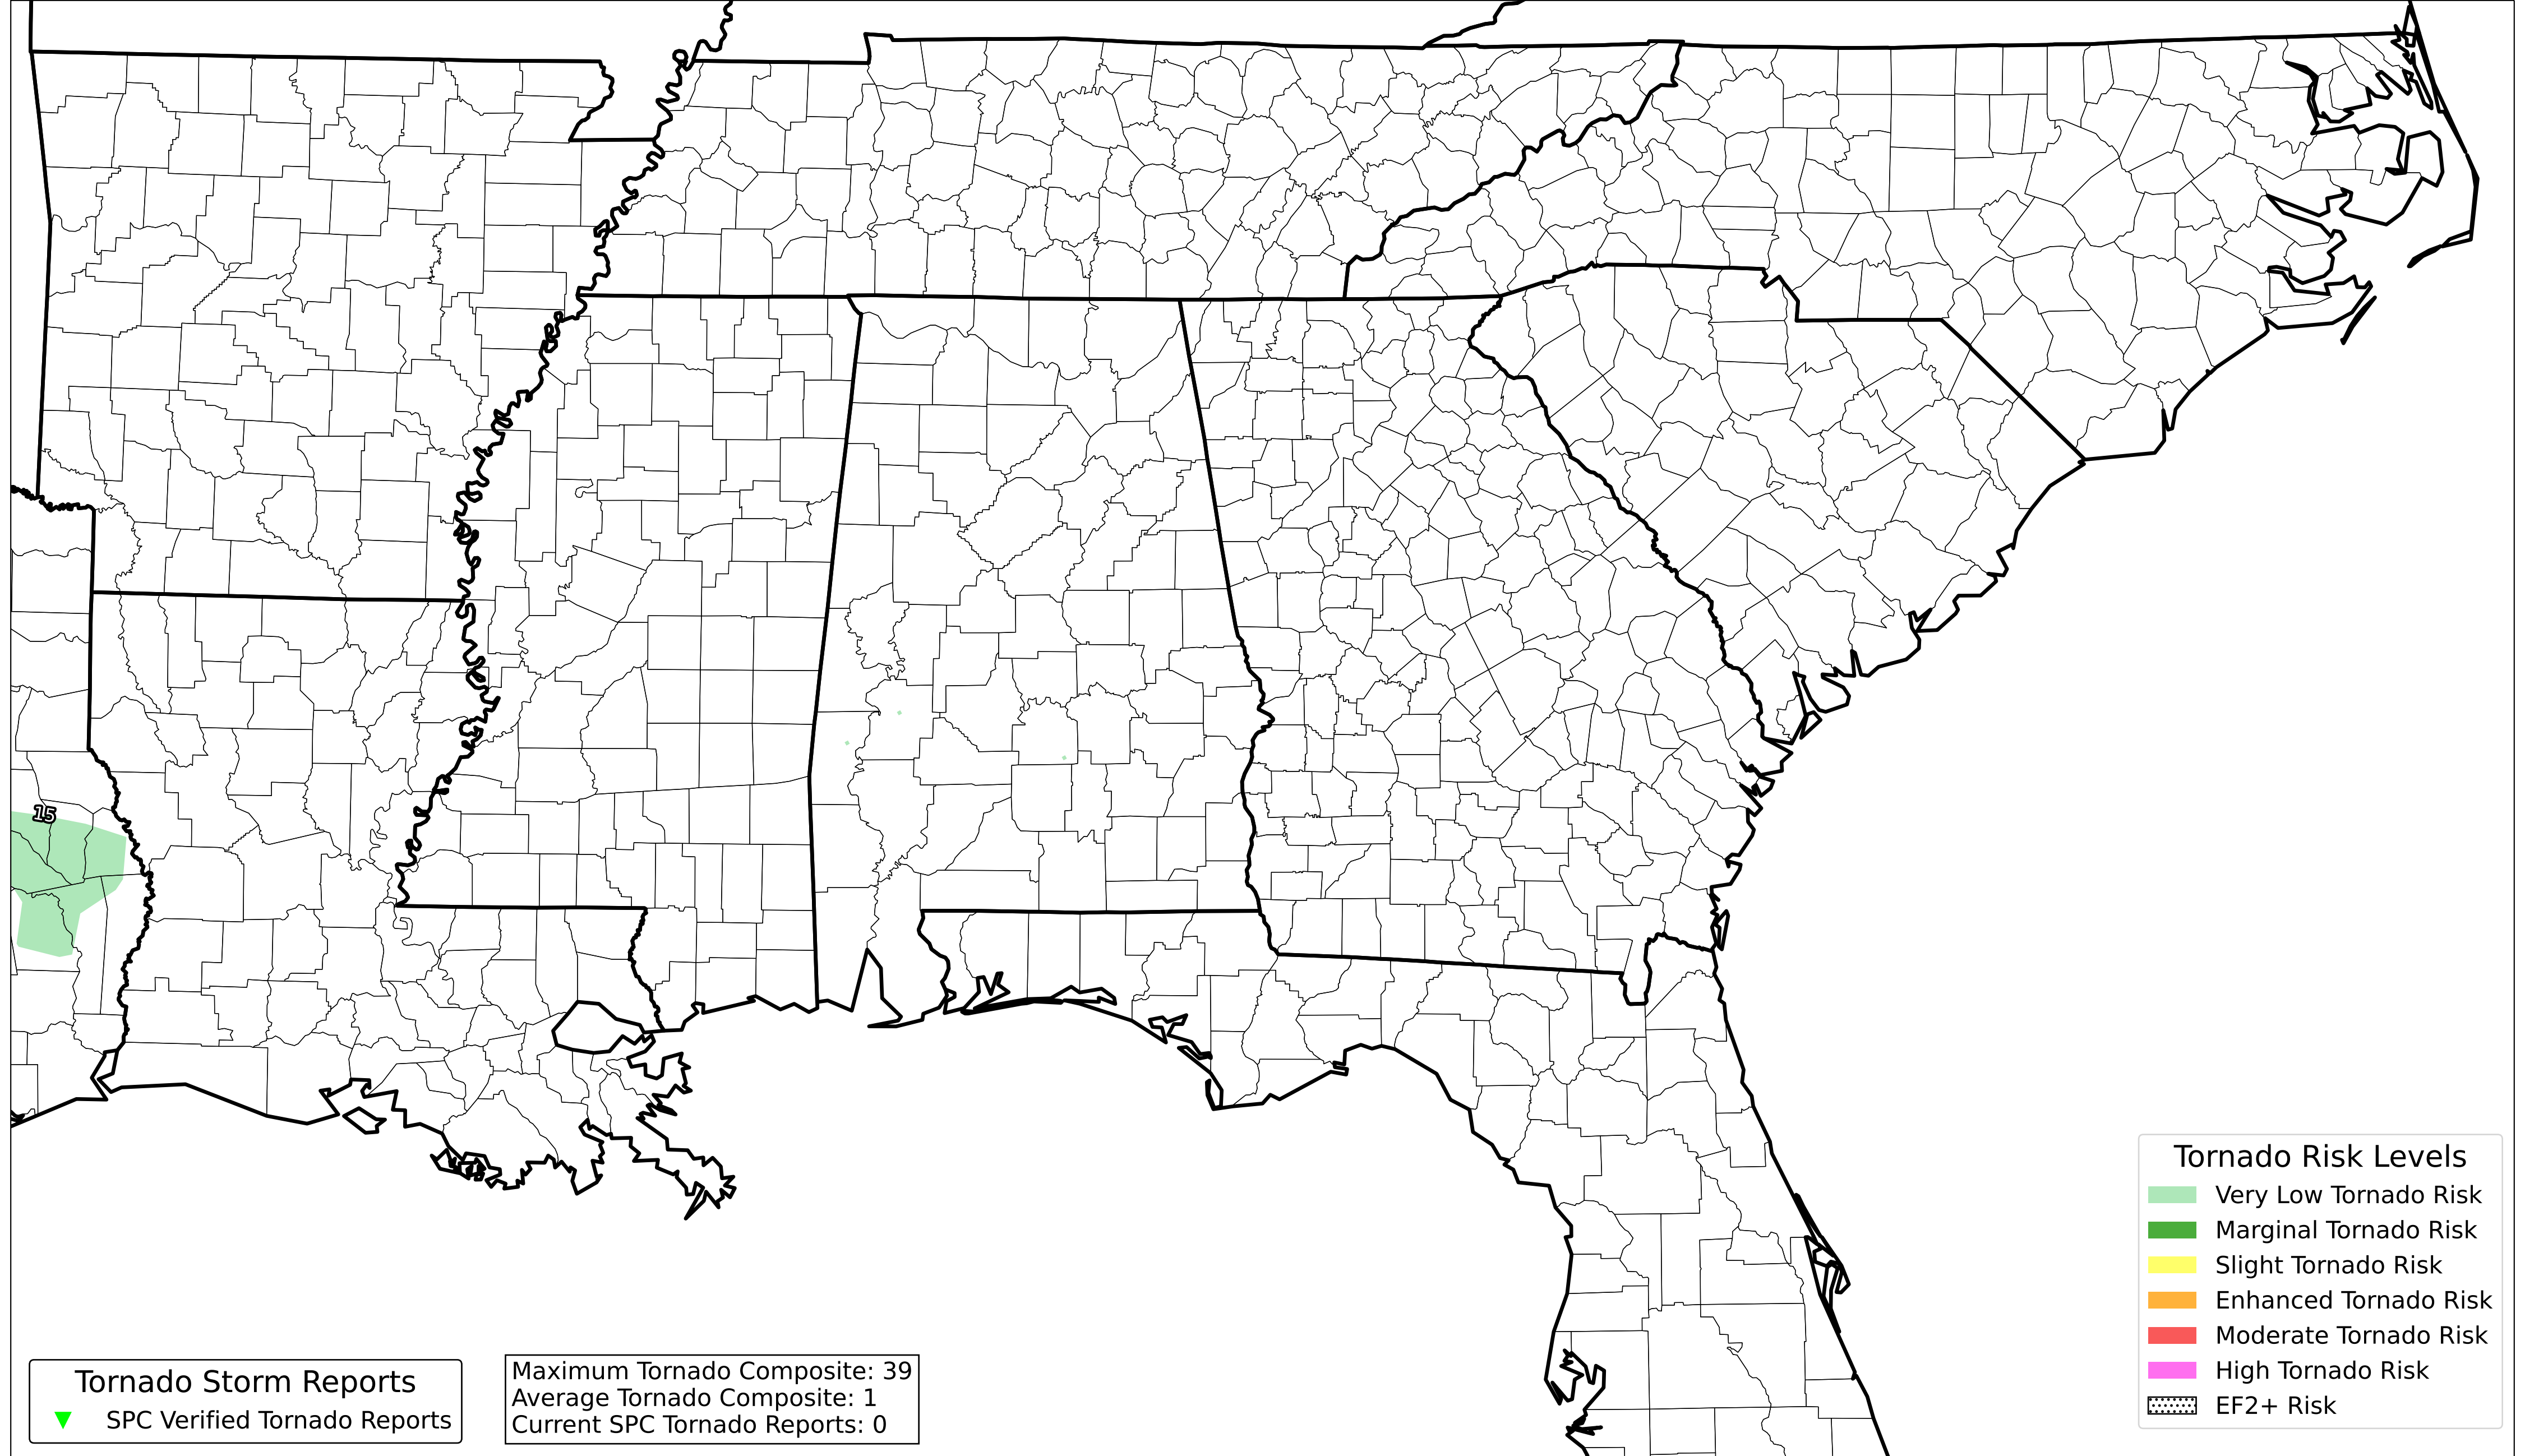 15
Tornado Risk Levels
Very Low Tornado Risk
Marginal Tornado Risk
Slight Tornado Risk
Enhanced Tornado Risk
Moderate Tornado Risk
High Tornado Risk
EF2+ Risk
Tornado Storm Reports
SPC Verified Tornado Reports
Maximum Tornado Composite: 39
Average Tornado Composite: 1
Current SPC Tornado Reports: 0